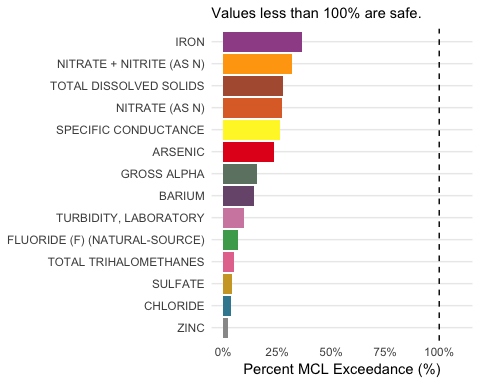 Values less than 100% are safe.
IRON
NITRATE + NITRITE (AS N)
TOTAL DISSOLVED SOLIDS
NITRATE (AS N)
SPECIFIC CONDUCTANCE
ARSENIC
GROSS ALPHA
BARIUM
TURBIDITY, LABORATORY
FLUORIDE (F) (NATURAL-SOURCE)
TOTAL TRIHALOMETHANES
SULFATE
CHLORIDE
ZINC
0% 25% 50% 75% 100%
Percent MCL Exceedance (%)